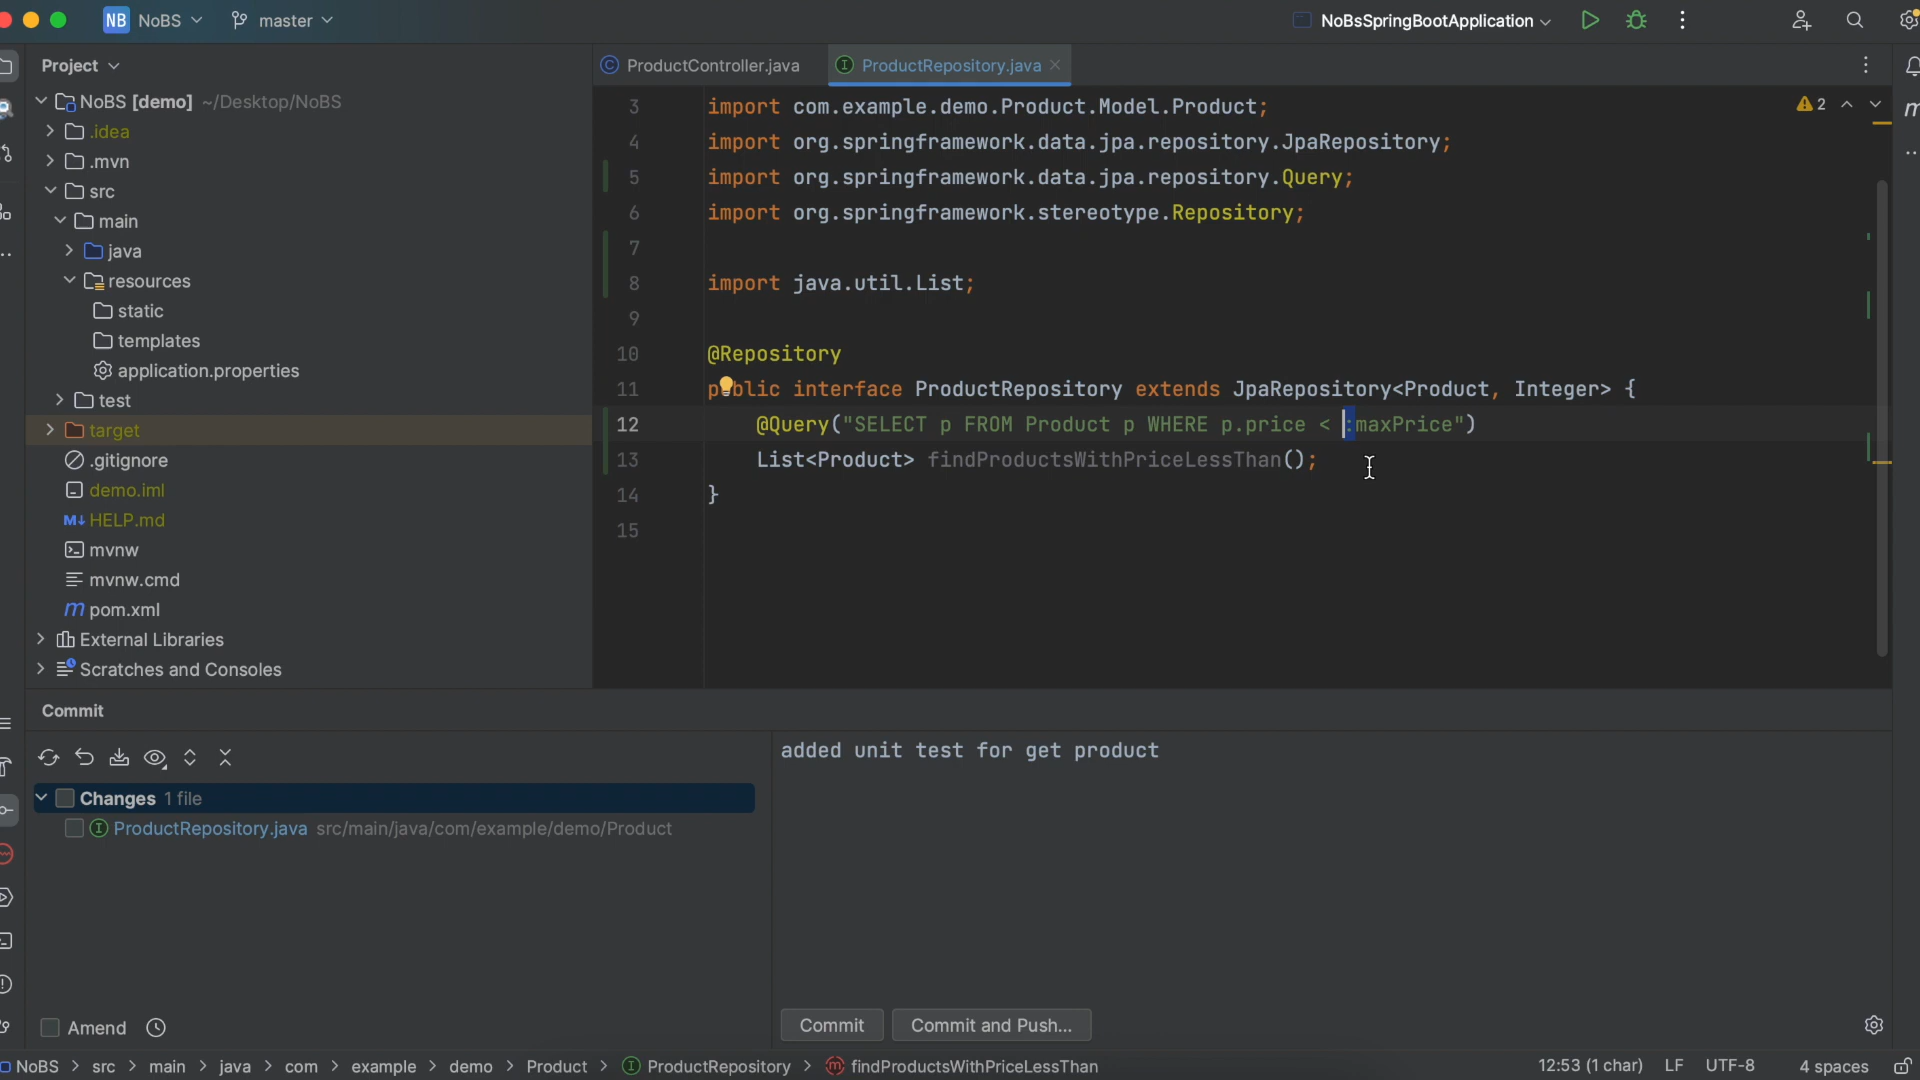 NB NoBS master NoBsSpringBootApplication
Project
ProductController.java ProductRepository.java
NoBS [demo] ~/Desktop/NoBS
.idea
.mvn
src
main
java
resources
static
templates
application.properties
test
target
.gitignore
demo.iml
M↓ HELP.md
mvnw
mvnw.cmd
m pom.xml
External Libraries
Scratches and Consoles
3 import com.example.demo.Product.Model.Product;
4 import org.springframework.data.jpa.repository.JpaRepository;
5 import org.springframework.data.jpa.repository.Query;
6 import org.springframework.stereotype.Repository;
7
8 import java.util.List;
9
10 @Repository
11 public interface ProductRepository extends JpaRepository<Product, Integer> {
12 @Query("SELECT p FROM Product p WHERE p.price < :maxPrice")
13 List<Product> findProductsWithPriceLessThan();
14 }
15
2
Commit
Changes 1 file
ProductRepository.java src/main/java/com/example/demo/Product
added unit test for get product
Amend
Commit Commit and Push...
NoBS > src > main > java > com > example > demo > Product > ProductRepository > findProductsWithPriceLessThan
12:53 (1 char) LF UTF-8 4 spaces